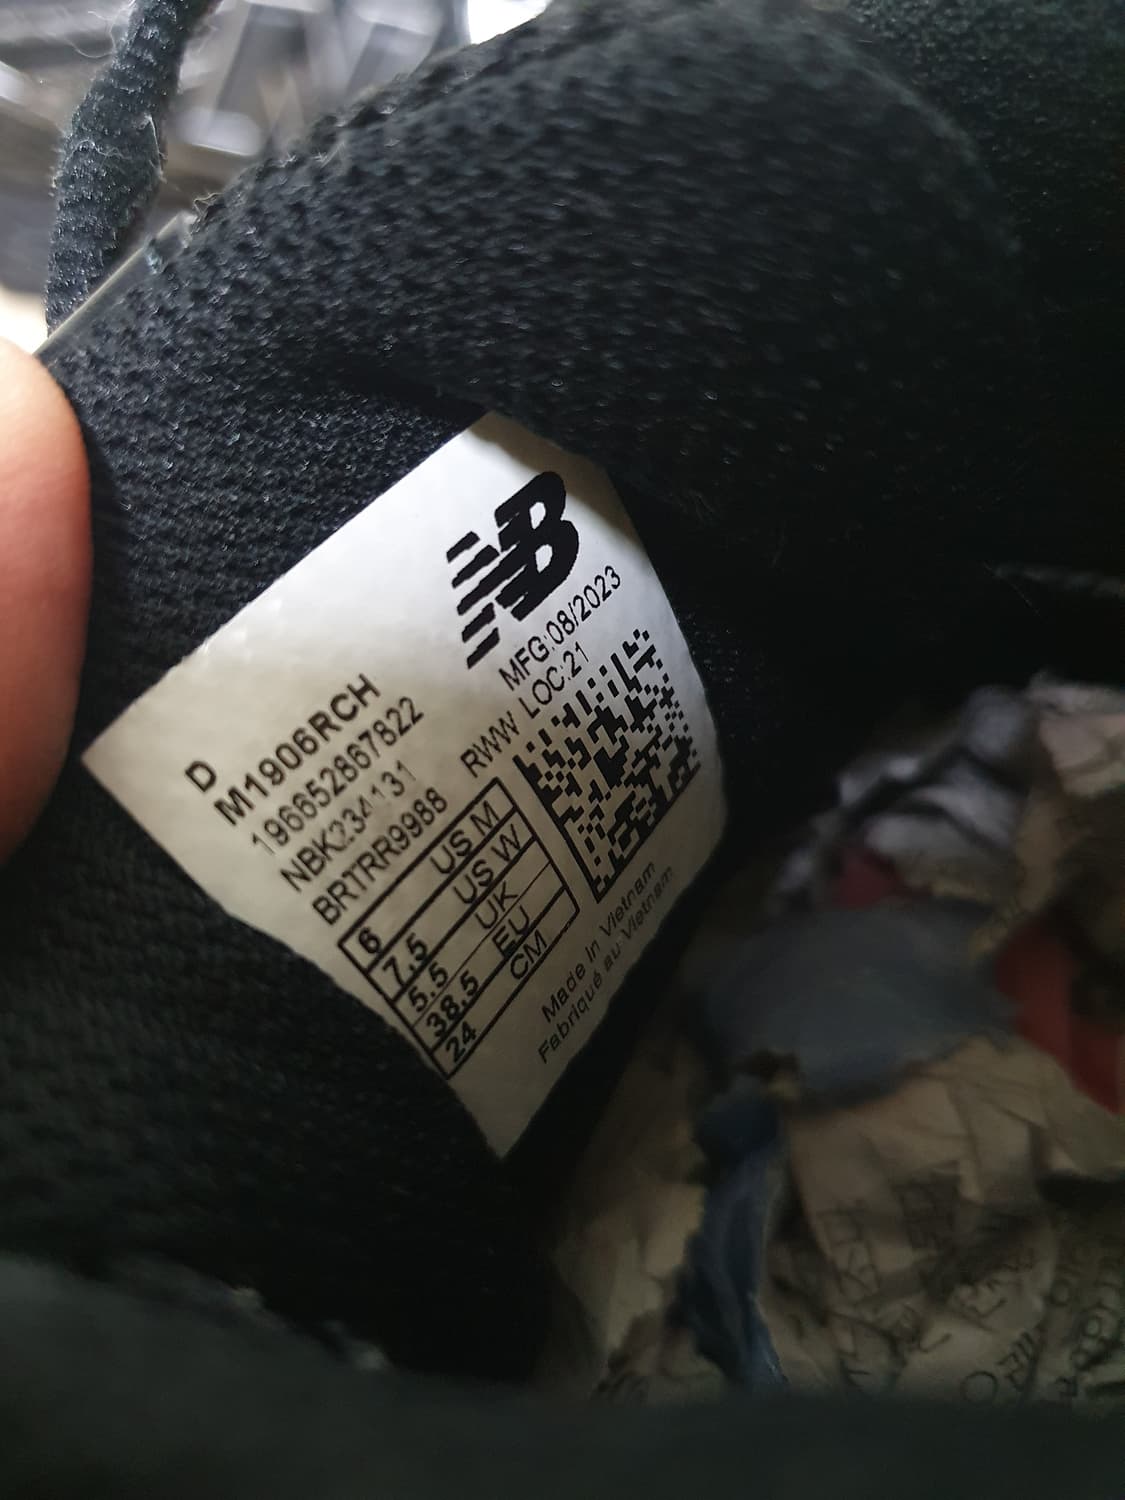 NB
MFG:08/2023
LOC:21
RWW
D
M1906RCH
196652867822
BRTRR9988
6 US M
7.5 US W
5.5 UK
38.5 EU
24 CM
Made in Vietnam
Fabriqué au Vietnam